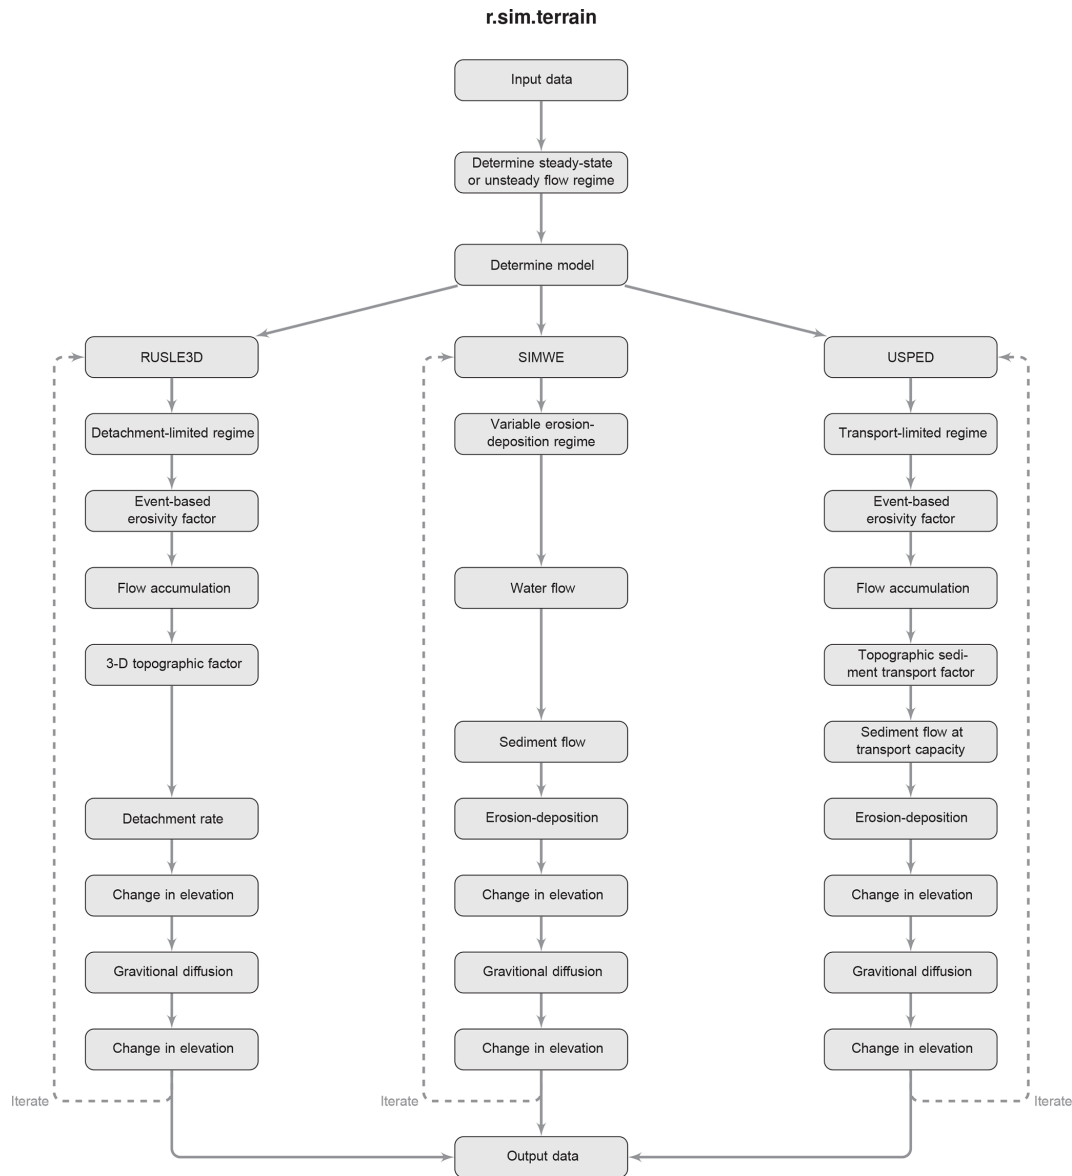 r.sim.terrain
Input data
Determine steady-state
or unsteady flow regime
Determine model
RUSLE3D
Detachment-limited regime
Event-based
erosivity factor
Flow accumulation
3-D topographic factor
Detachment rate
Change in elevation
Gravitional diffusion
Change in elevation
Iterate
SIMWE
Variable erosion-
deposition regime
Water flow
Sediment flow
Erosion-deposition
Change in elevation
Gravitional diffusion
Change in elevation
Iterate
USPED
Transport-limited regime
Event-based
erosivity factor
Flow accumulation
Topographic sedi-
ment transport factor
Sediment flow at
transport capacity
Erosion-deposition
Change in elevation
Gravitional diffusion
Change in elevation
Iterate
Output data